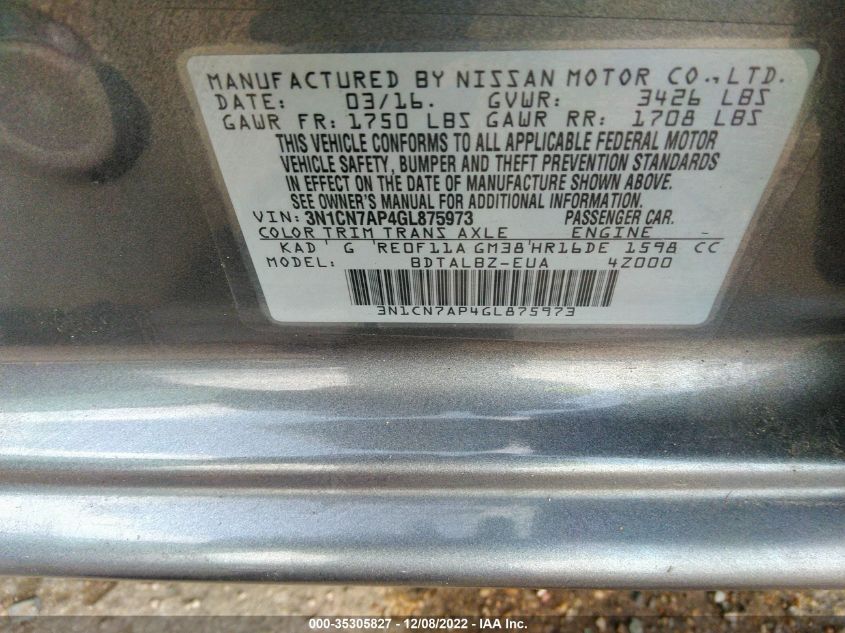 MANUFACTURED BY NISSAN MOTOR CO., LTD.
DATE: 03/16. GVWR: 3426 LBS
GAWR FR: 1750 LBS GAWR RR: 1708 LBS
THIS VEHICLE CONFORMS TO ALL APPLICABLE FEDERAL MOTOR
VEHICLE SAFETY, BUMPER AND THEFT PREVENTION STANDARDS
IN EFFECT ON THE DATE OF MANUFACTURE SHOWN ABOVE.
SEE OWNER'S MANUAL FOR ADDITIONAL INFORMATION.
VIN: 3N1CN7AP4GL875973 PASSENGER CAR.
COLOR TRIM TRANS AXLE ENGINE -
KAD ' G 'RE0F11A GM38'HR16DE 1598 CC
MODEL: BDTALBZ-EUA 4Z000
3N1CN7AP4GL875973
000-35305827 - 12/08/2022 - IAA Inc.